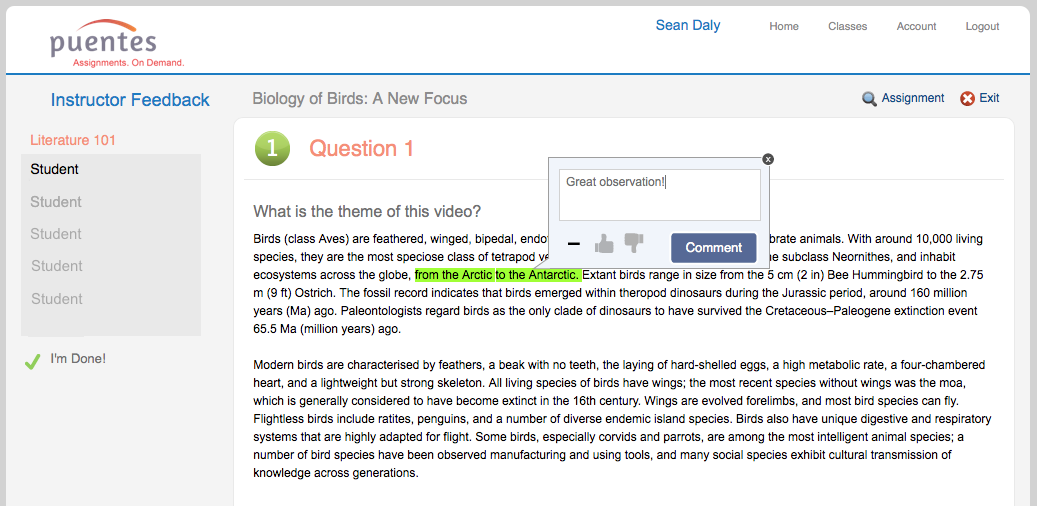 puentes
Assignments. On Demand.
Sean Daly
Home Classes Account Logout
Instructor Feedback
Biology of Birds: A New Focus
Assignment Exit
Literature 101
Student
Student
Student
Student
Student
I'm Done!
1 Question 1
Great observation!
Comment
What is the theme of this video?
Birds (class Aves) are feathered, winged, bipedal, animals. With around 10,000 living
species, they are the most speciose class of tetrapod subclass Neornithes, and inhabit
ecosystems across the globe, from the Arctic to the Antarctic. Extant birds range in size from the 5 cm (2 in) Bee Hummingbird to the 2.75
m (9 ft) Ostrich. The fossil record indicates that birds emerged within theropod dinosaurs during the Jurassic period, around 160 million
years (Ma) ago. Paleontologists regard birds as the only clade of dinosaurs to have survived the Cretaceous–Paleogene extinction event
65.5 Ma (million years) ago.
Modern birds are characterised by feathers, a beak with no teeth, the laying of hard-shelled eggs, a high metabolic rate, a four-chambered
heart, and a lightweight but strong skeleton. All living species of birds have wings; the most recent species without wings was the moa,
which is generally considered to have become extinct in the 16th century. Wings are evolved forelimbs, and most bird species can fly.
Flightless birds include ratites, penguins, and a number of diverse endemic island species. Birds also have unique digestive and respiratory
systems that are highly adapted for flight. Some birds, especially corvids and parrots, are among the most intelligent animal species; a
number of bird species have been observed manufacturing and using tools, and many social species exhibit cultural transmission of
knowledge across generations.